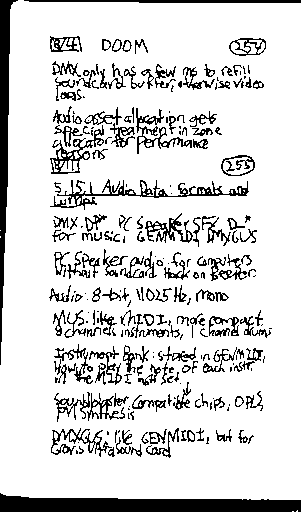 8/4 DOOM 254
DMX only has a few ms to refill
soundcard buffer, otherwise video
lags.
Audio asset allocation gets
special treatment in zone
allocator for performance
reasons
8/11 255
5.15.1 Audio Data: Formats and
Lumps
DMX. DP* PC Speaker SFX D_*
for music, GENMIDI DMXGUS
PC Speaker audio for computers
without soundcard. Hack on Beeper
Audio: 8-bit, 11025 Hz, mono
MUS: like MIDI, more compact
8 channels instruments, 1 channel drums
Instrument Bank: stored in GENMIDI,
How to play the note, of each instr.
in the MIDI instr set.
Soundblaster Compatible chips, OPL2,
FM Synthesis
DMXGUS: like GENMIDI, but for
Gravis Ultrasound card